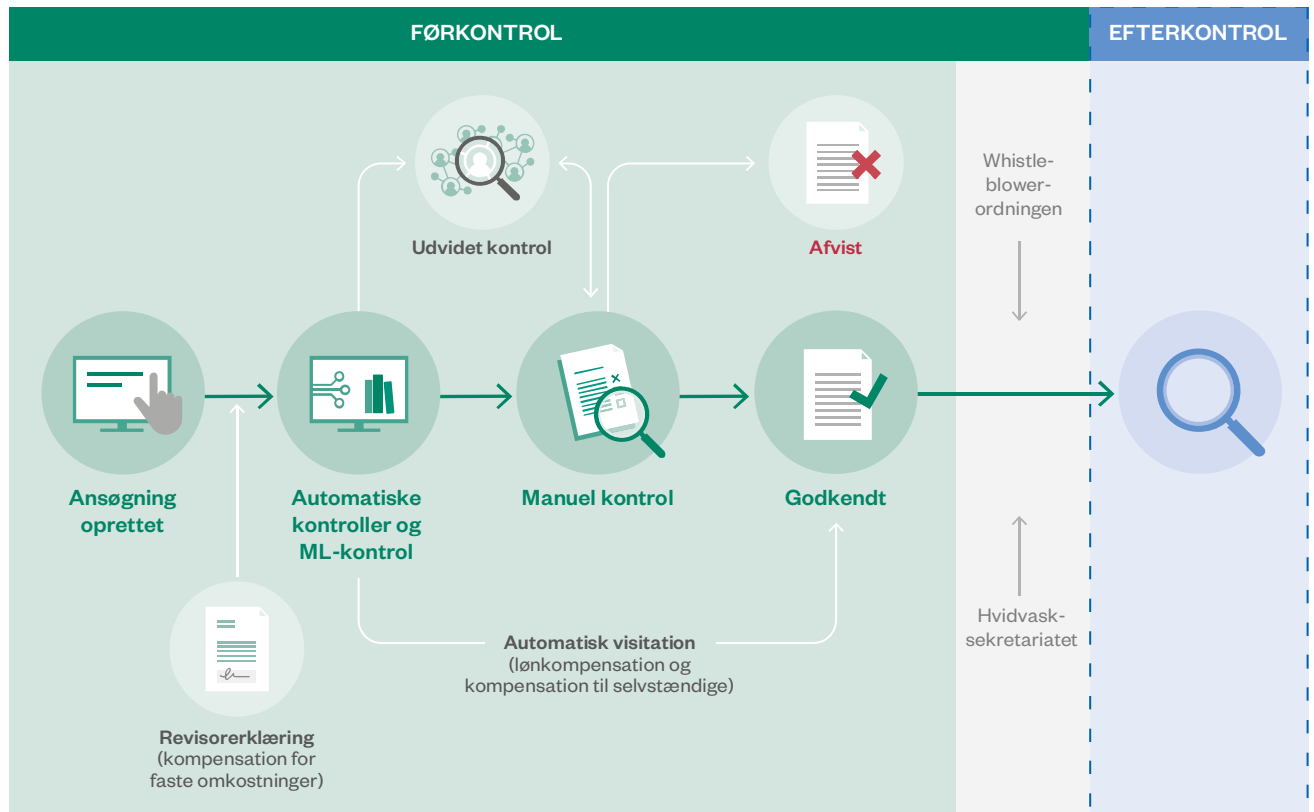 FØRKONTROL
EFTERKONTROL
Udvidet kontrol
Afvist
Whistle-
blower-
ordningen
Ansøgning
oprettet
Automatiske
kontroller og
ML-kontrol
Manuel kontrol
Godkendt
Hvidvask-
sekretariatet
Automatisk visitation
(lønkompensation og
kompensation til selvstændige)
Revisorerklæring
(kompensation for
faste omkostninger)